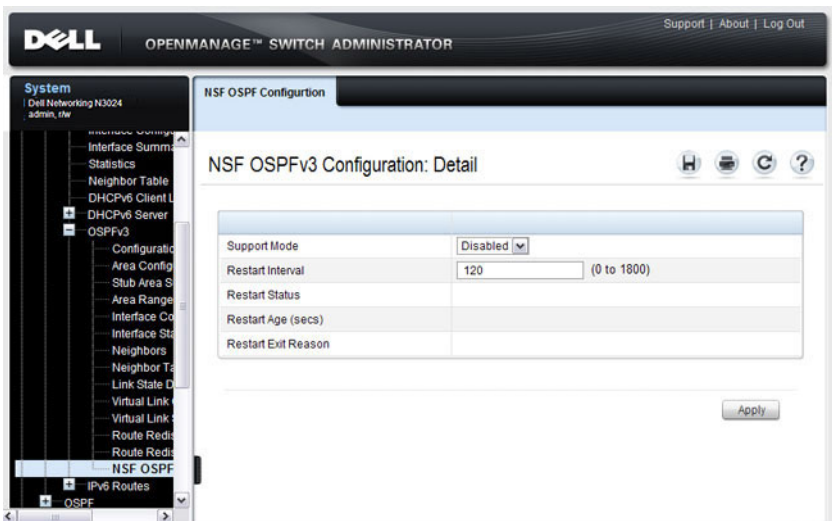 Support | About | Log Out
DELL OPENMANAGE™ SWITCH ADMINISTRATOR
System
Dell Networking N3024
admin, r/w
NSF OSPF Configurtion
Interface Summa
Statistics
Neighbor Table
DHCPv6 Client L
DHCPv6 Server
OSPFv3
Configuratio
Area Config
Stub Area S
Area Range
Interface Co
Interface Sta
Neighbors
Neighbor Ta
Link State D
Virtual Link
Virtual Link
Route Redis
Route Redis
NSF OSPF
IPv6 Routes
OSPF
NSF OSPFv3 Configuration: Detail
Support Mode Disabled
Restart Interval 120 (0 to 1800)
Restart Status
Restart Age (secs)
Restart Exit Reason
Apply